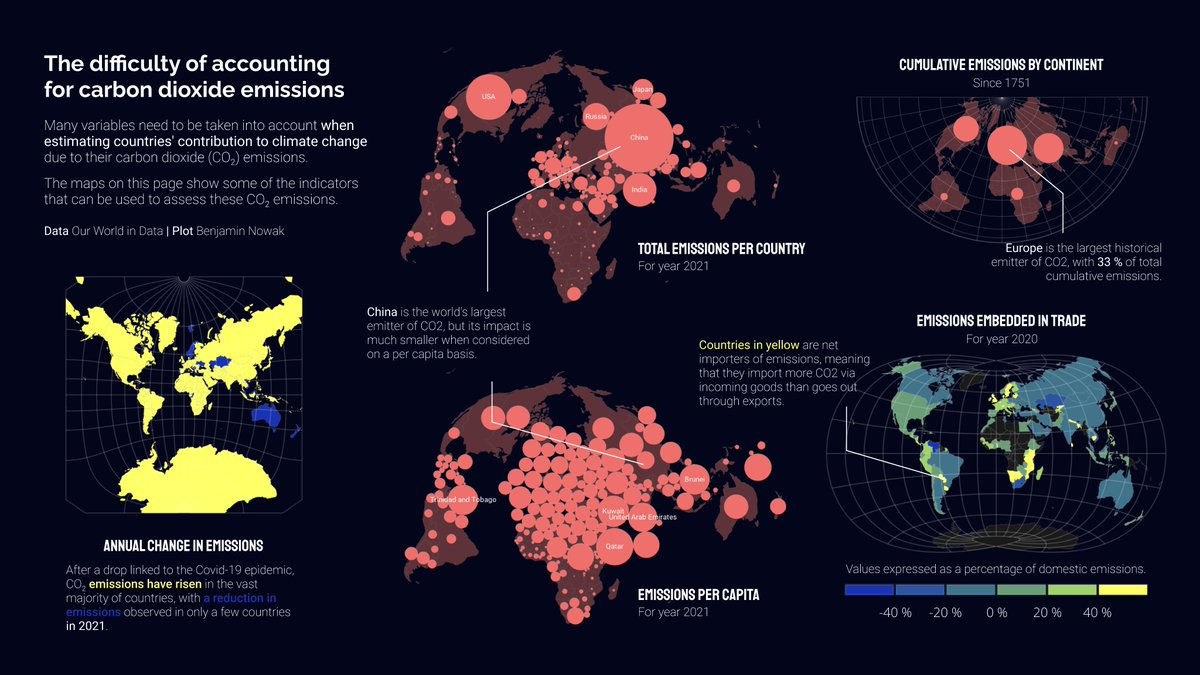 The difficulty of accounting
for carbon dioxide emissions
Many variables need to be taken into account when
estimating countries' contribution to climate change
due to their carbon dioxide (CO₂) emissions.
The maps on this page show some of the indicators
that can be used to assess these CO₂ emissions.
Data Our World in Data | Plot Benjamin Nowak
ANNUAL CHANGE IN EMISSIONS
After a drop linked to the Covid-19 epidemic,
CO₂ emissions have risen in the vast
majority of countries, with a reduction in
emissions observed in only a few countries
in 2021.
USA
Japan
Russia
China
India
TOTAL EMISSIONS PER COUNTRY
For year 2021
China is the world's largest
emitter of CO2, but its impact is
much smaller when considered
on a per capita basis.
Trinidad and Tobago
Brunei
Kuwait
United Arab Emirates
Qatar
EMISSIONS PER CAPITA
For year 2021
CUMULATIVE EMISSIONS BY CONTINENT
Since 1751
Europe is the largest historical
emitter of CO2, with 33 % of total
cumulative emissions.
EMISSIONS EMBEDDED IN TRADE
For year 2020
Countries in yellow are net
importers of emissions, meaning
that they import more CO2 via
incoming goods than goes out
through exports.
Values expressed as a percentage of domestic emissions.
-40 % -20 % 0 % 20 % 40 %